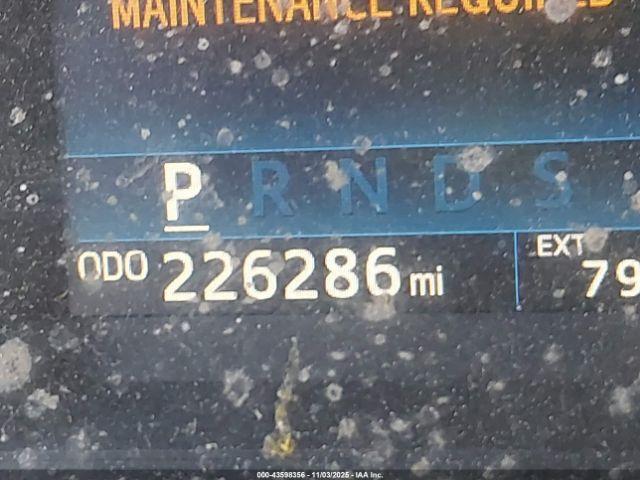 MAINTENANCE REQUIRED
P R N D S
ODO 226286 mi
EXT
79
000-43598356 - 11/03/2025 - IAA Inc.